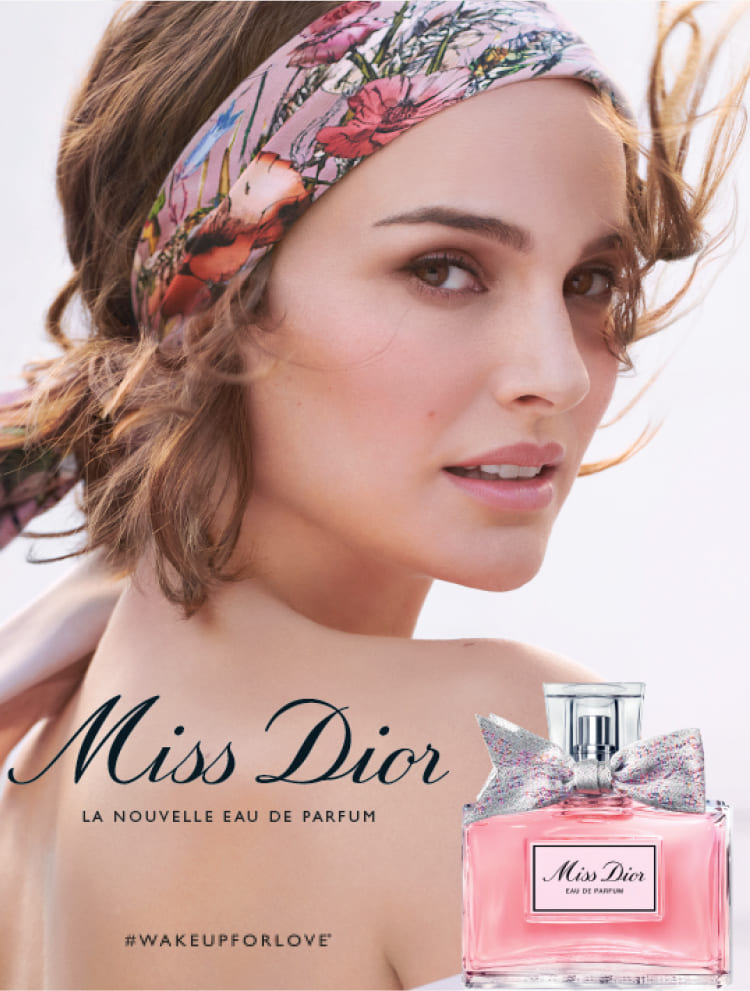 Miss Dior
LA NOUVELLE EAU DE PARFUM
Miss Dior
EAU DE PARFUM
#WAKEUPFORLOVE*